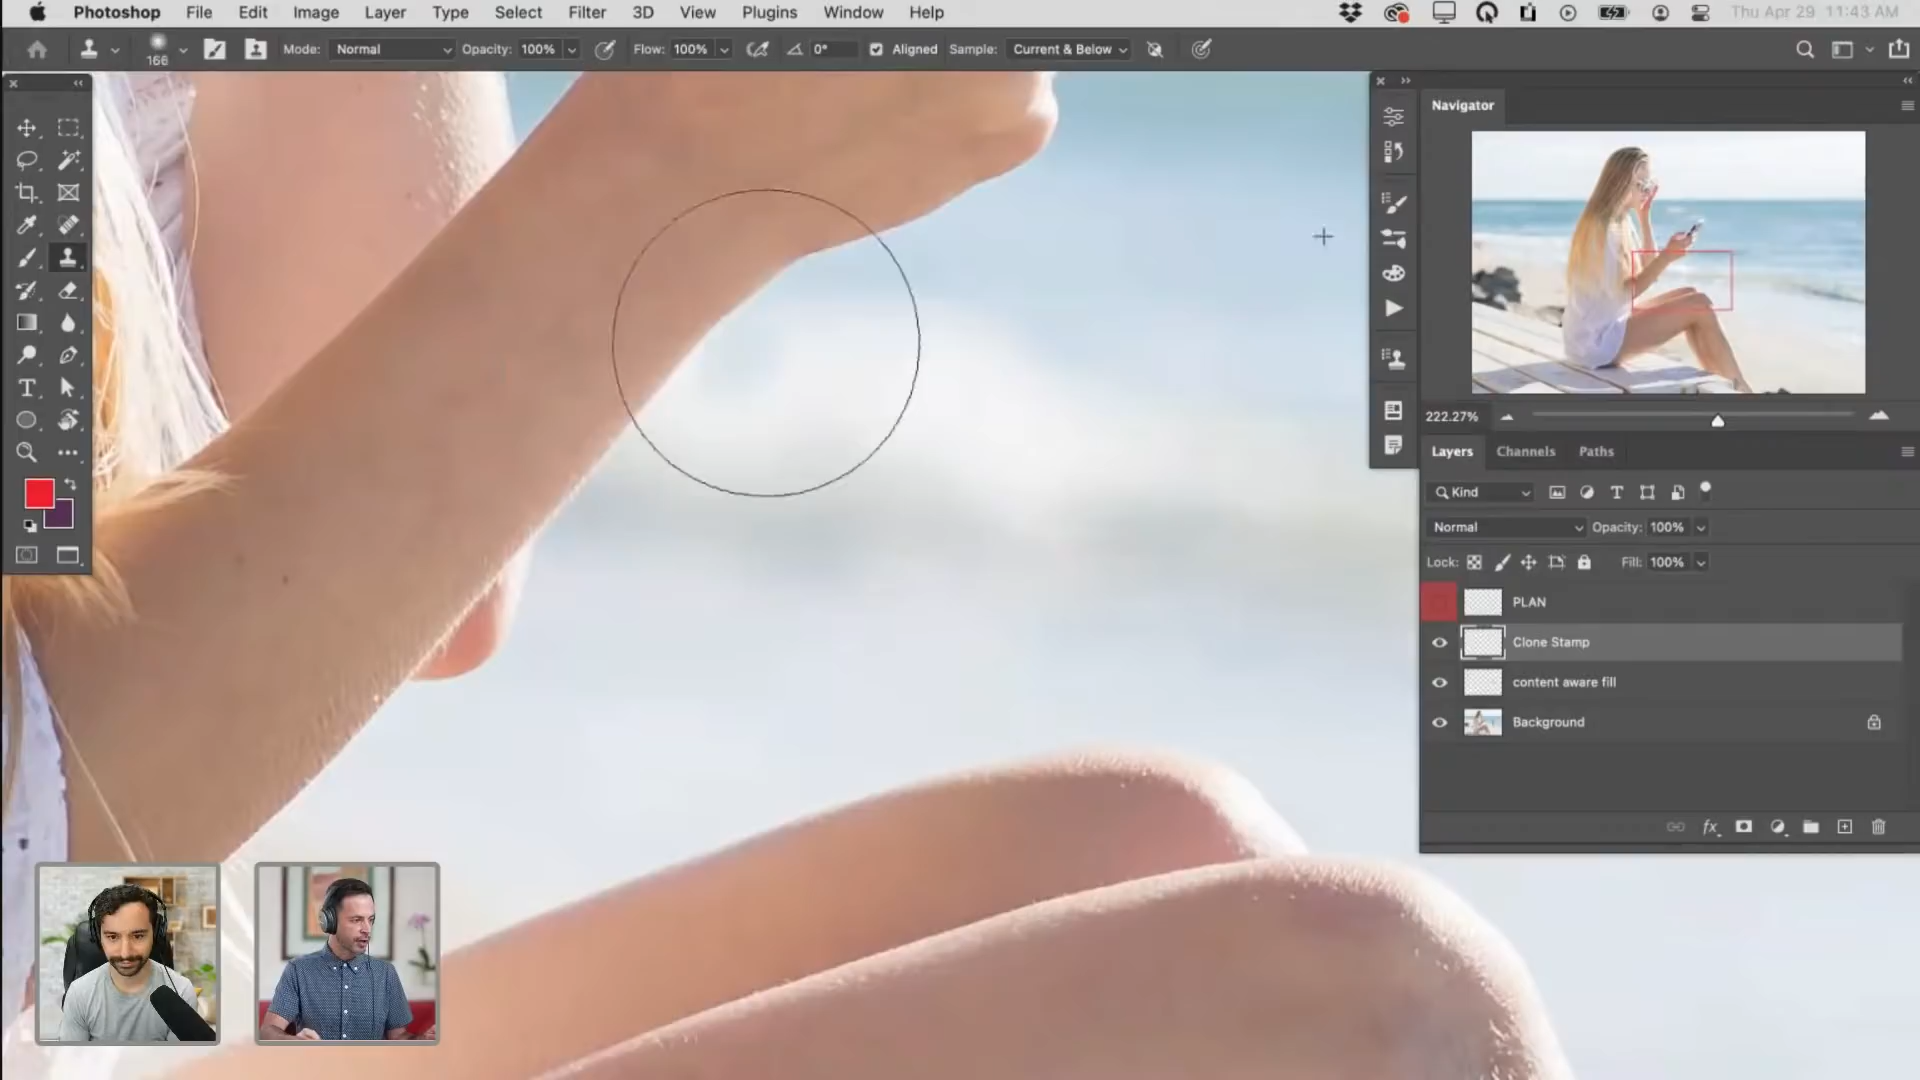 Photoshop File Edit Image Layer Type Select Filter 3D View Plugins Window Help Thu Apr 29 11:43 AM
166 Mode: Normal Opacity: 100% Flow: 100% 0° Aligned Sample: Current & Below
Navigator
222.27%
Layers Channels Paths
Kind
Normal Opacity: 100%
Lock: Fill: 100%
PLAN
Clone Stamp
content aware fill
Background